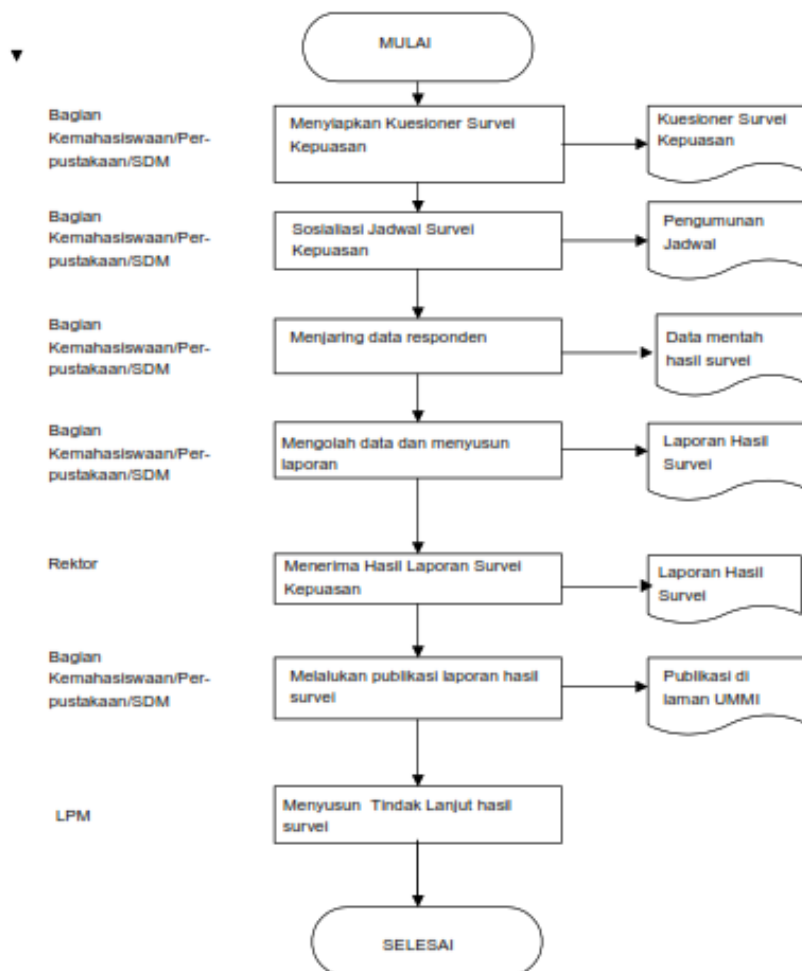 MULAI
Bagian
Kemahasiswaan/Per-
pustakaan/SDM
Menyiapkan Kuesioner Survei
Kepuasan
Kuesioner Survei
Kepuasan
Bagian
Kemahasiswaan/Per-
pustakaan/SDM
Sosialiasi Jadwal Survei
Kepuasan
Pengumunan
Jadwal
Bagian
Kemahasiswaan/Per-
pustakaan/SDM
Menjaring data responden
Data mentah
hasil survei
Bagian
Kemahasiswaan/Per-
pustakaan/SDM
Mengolah data dan menyusun
laporan
Laporan Hasil
Survei
Rektor
Menerima Hasil Laporan Survei
Kepuasan
Laporan Hasil
Survei
Bagian
Kemahasiswaan/Per-
pustakaan/SDM
Melalukan publikasi laporan hasil
survei
Publikasi di
laman UMMI
LPM
Menyusun Tindak Lanjut hasil
survei
SELESAI